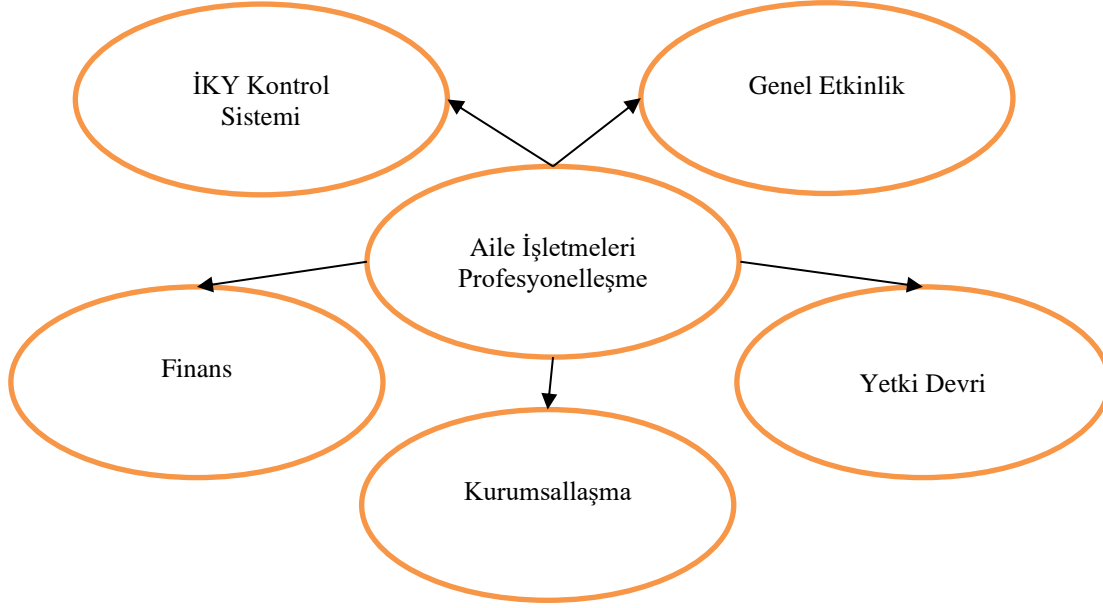 İKY Kontrol
Sistemi
Genel Etkinlik
Aile İşletmeleri
Profesyonelleşme
Finans
Yetki Devri
Kurumsallaşma